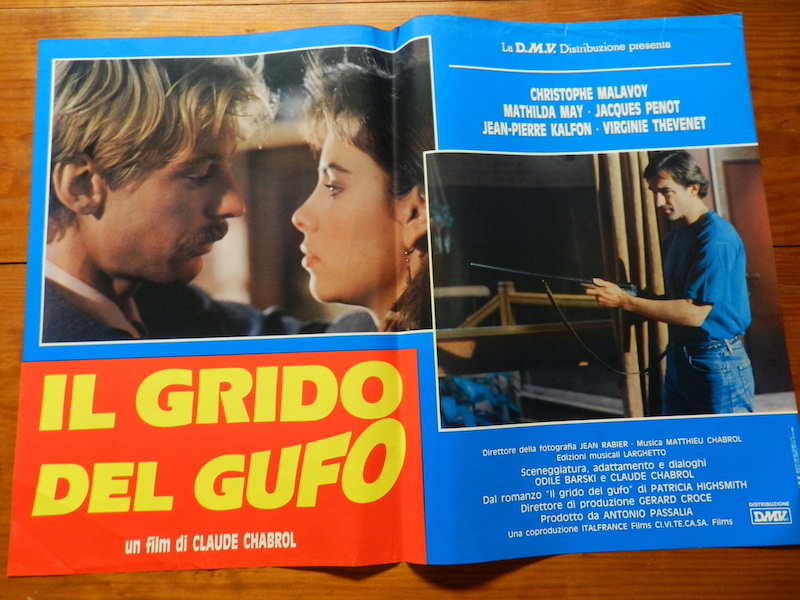 La D.M.V. Distribuzione presenta
CHRISTOPHE MALAVOY
MATHILDA MAY · JACQUES PENOT
JEAN-PIERRE KALFON · VIRGINIE THEVENET
IL GRIDO
DEL GUFO
un film di CLAUDE CHABROL
Direttore della fotografia JEAN RABIER · Musica MATTHIEU CHABROL
Edizioni musicali LARGHETTO
Sceneggiatura, adattamento e dialoghi
ODILE BARSKI e CLAUDE CHABROL
Dal romanzo "Il grido del gufo" di PATRICIA HIGHSMITH
Direttore di produzione GERARD CROCE
Prodotto da ANTONIO PASSALIA
Una coproduzione ITALFRANCE Films CI.VI.TE.CA.SA. Films
DISTRIBUZIONE
DMV